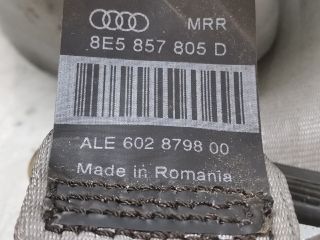 MRR
8E5 857 805 D
ALE 602 8798 00
Made in Romania